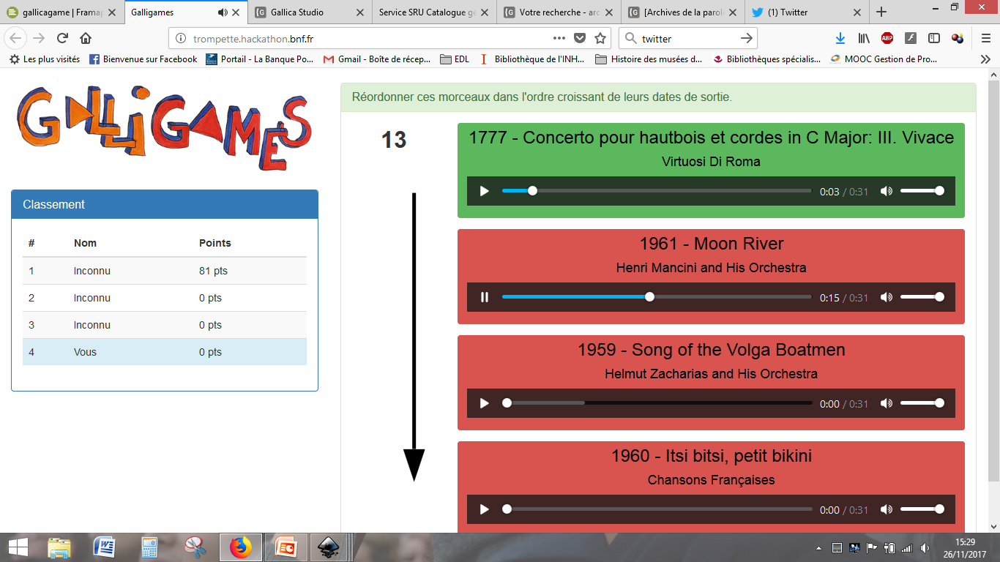 gallicagame | Framap
Galligames
Gallica Studio
Service SRU Catalogue gé
Votre recherche - arc
[Archives de la parole
(1) Twitter
trompette.hackathon.bnf.fr
twitter
Les plus visités
Bienvenue sur Facebook
Portail - La Banque Po...
Gmail - Boîte de récep...
EDL
Bibliothèque de l'INH...
Histoire des musées d...
Bibliothèques spécialis...
MOOC Gestion de Pro...
GALLIGAMES
Réordonner ces morceaux dans l'ordre croissant de leurs dates de sortie.
13
1777 - Concerto pour hautbois et cordes in C Major: III. Vivace
Virtuosi Di Roma
0:03 / 0:31
1961 - Moon River
Henri Mancini and His Orchestra
0:15 / 0:31
1959 - Song of the Volga Boatmen
Helmut Zacharias and His Orchestra
0:00 / 0:31
1960 - Itsi bitsi, petit bikini
Chansons Françaises
0:00 / 0:31
Classement
# Nom Points
1 Inconnu 81 pts
2 Inconnu 0 pts
3 Inconnu 0 pts
4 Vous 0 pts
15:29
26/11/2017